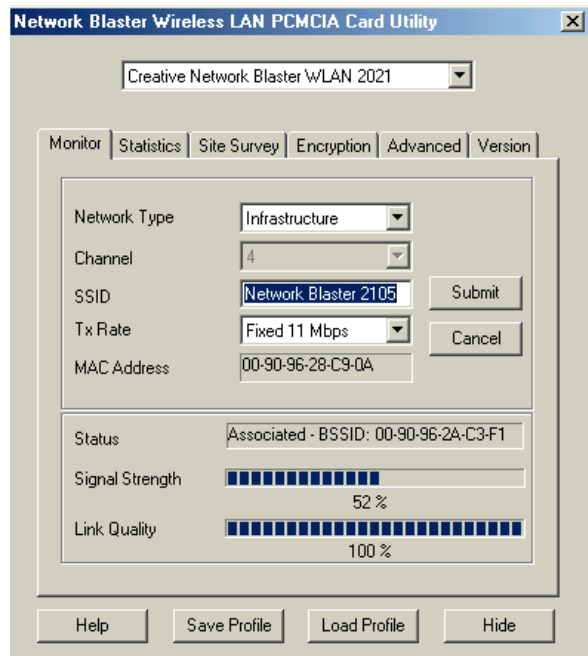 Network Blaster Wireless LAN PCMCIA Card Utility
Creative Network Blaster WLAN 2021
Monitor Statistics Site Survey Encryption Advanced Version
Network Type Infrastructure
Channel 4
SSID Network Blaster 2105 Submit
Tx Rate Fixed 11 Mbps Cancel
MAC Address 00-90-96-28-C9-0A
Status Associated - BSSID: 00-90-96-2A-C3-F1
Signal Strength
52 %
Link Quality
100 %
Help Save Profile Load Profile Hide